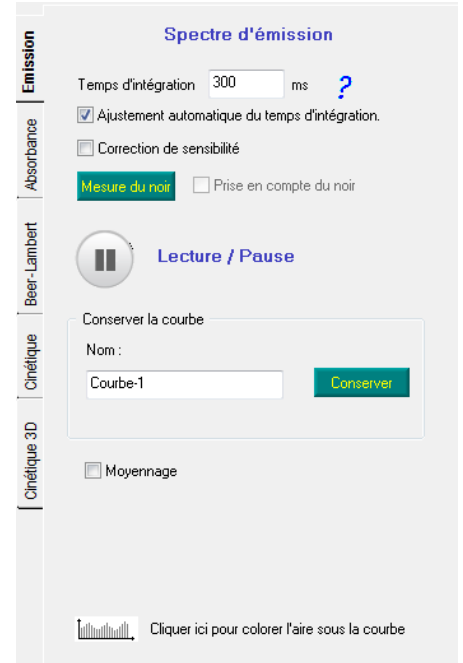 Emission
Absorbance
Beer-Lambert
Cinétique
Cinétique 3D
Spectre d'émission
Temps d'intégration 300 ms ?
Ajustement automatique du temps d'intégration.
Correction de sensibilité
Mesure du noir Prise en compte du noir
Lecture / Pause
Conserver la courbe
Nom :
Courbe-1 Conserver
Moyennage
Cliquer ici pour colorer l'aire sous la courbe